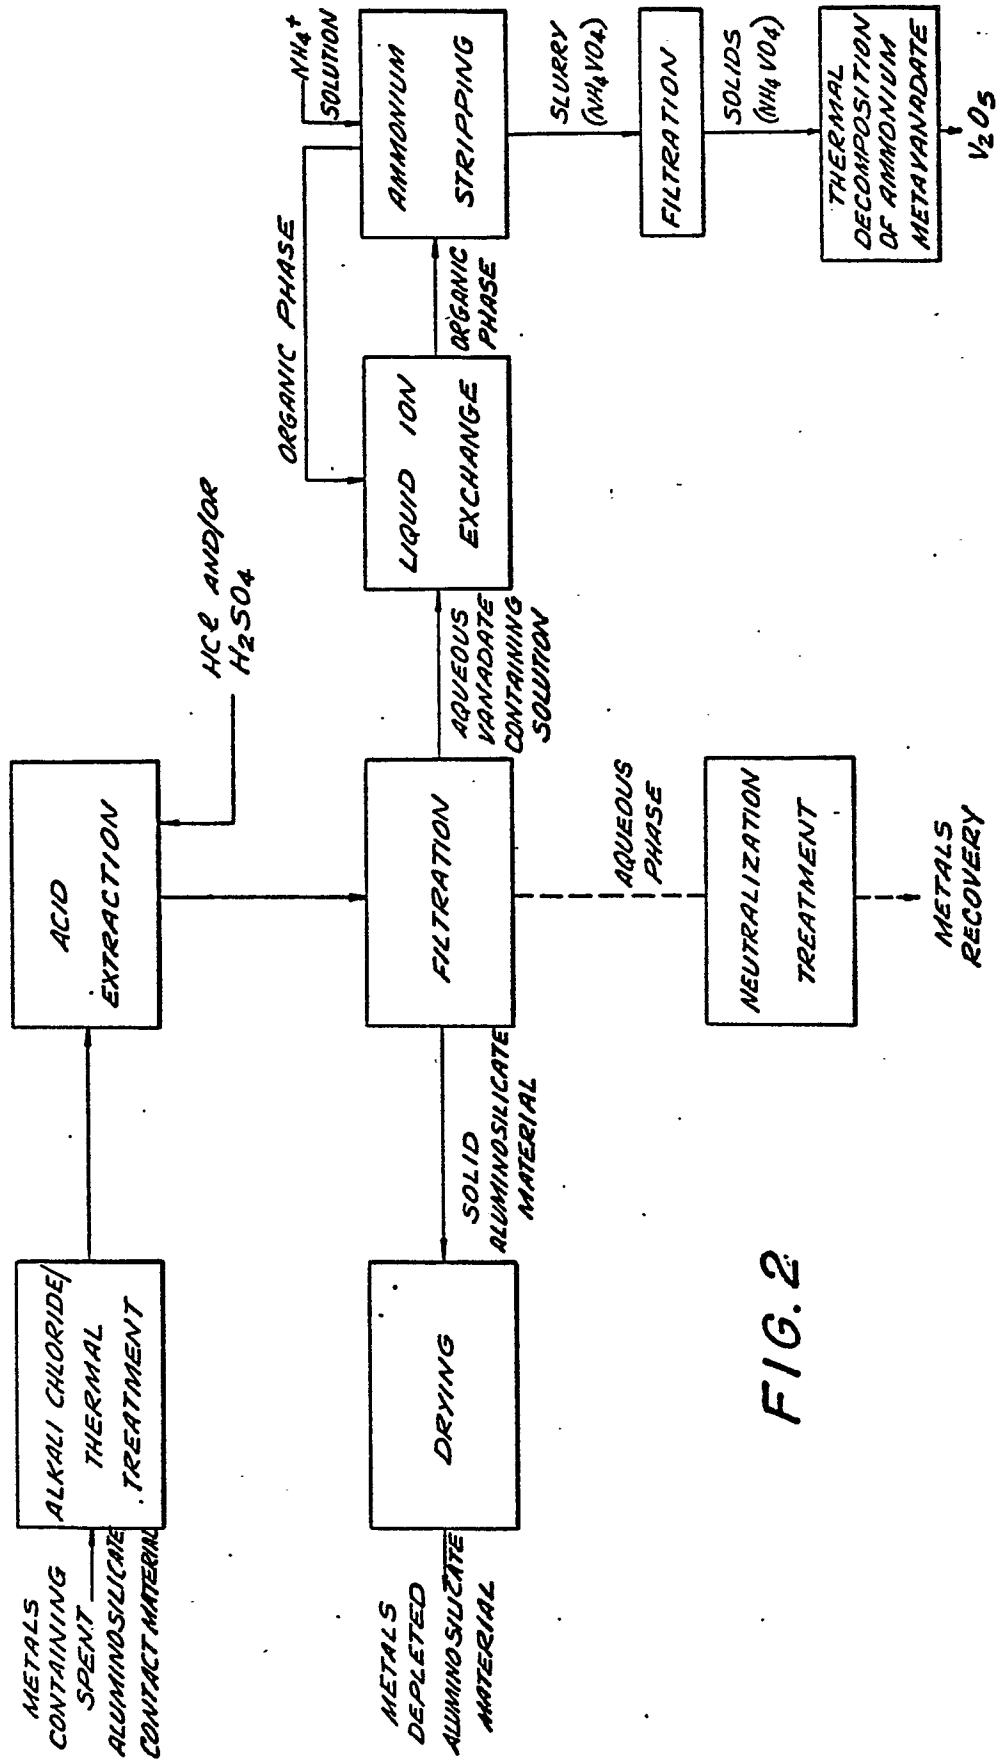 METALS
CONTAINING
SPENT
ALUMINOSILICATE
CONTACT MATERIAL
ALKALI CHLORIDE/
THERMAL
TREATMENT
ACID
EXTRACTION
HCl AND/OR
H2SO4
METALS
DEPLETED
ALUMINOSILICATE
MATERIAL
DRYING
SOLID
ALUMINOSILICATE
MATERIAL
FILTRATION
AQUEOUS
VANADATE
CONTAINING
SOLUTION
LIQUID ION
EXCHANGE
ORGANIC PHASE
ORGANIC
PHASE
NH4+
SOLUTION
AMMONIUM
STRIPPING
SLURRY
(NH4VO4)
FILTRATION
SOLIDS
(NH4VO4)
THERMAL
DECOMPOSITION
OF AMMONIUM
METAVANADATE
V2O5
AQUEOUS
PHASE
NEUTRALIZATION
TREATMENT
METALS
RECOVERY
FIG. 2